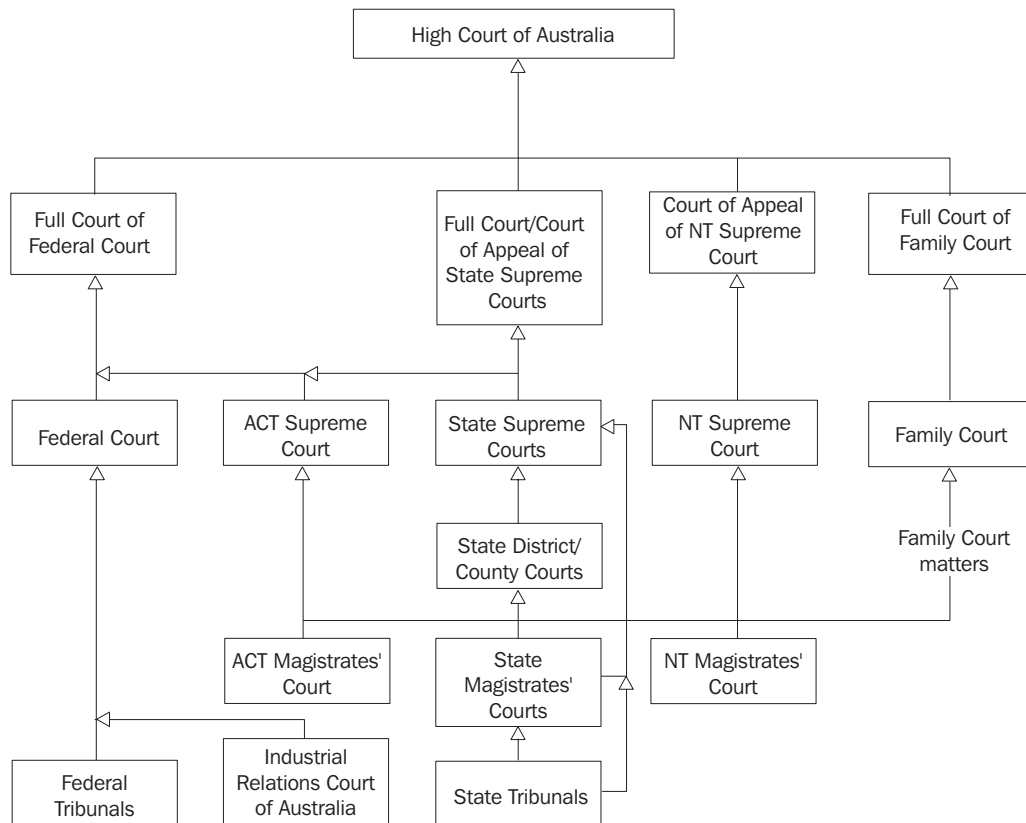 High Court of Australia
Full Court of
Federal Court
Full Court/Court
of Appeal of
State Supreme
Courts
Court of Appeal
of NT Supreme
Court
Full Court of
Family Court
Federal Court
ACT Supreme
Court
State Supreme
Courts
NT Supreme
Court
Family Court
State District/
County Courts
Family Court
matters
ACT Magistrates'
Court
State
Magistrates'
Courts
NT Magistrates'
Court
Federal
Tribunals
Industrial
Relations Court
of Australia
State Tribunals